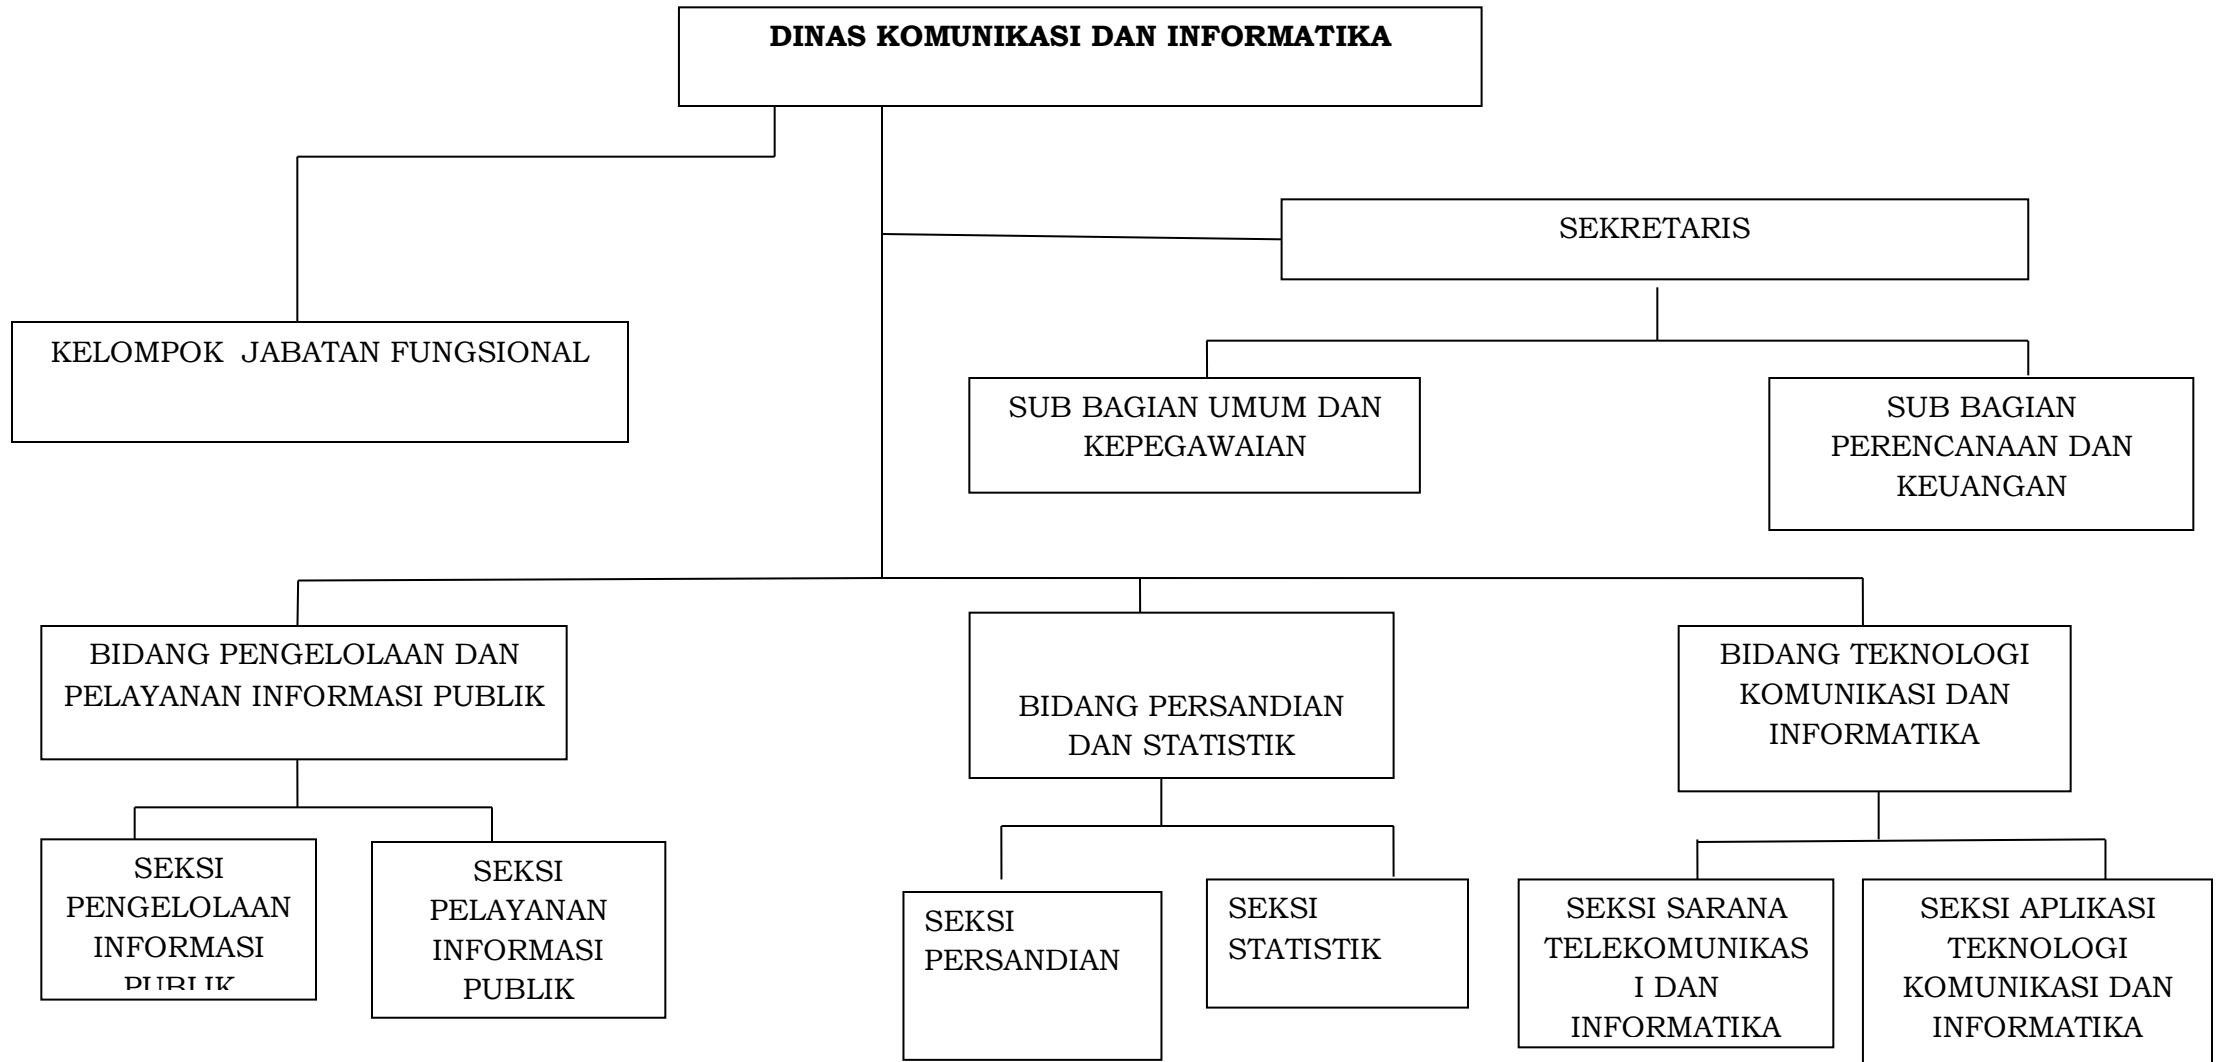 DINAS KOMUNIKASI DAN INFORMATIKA
SEKRETARIS
KELOMPOK JABATAN FUNGSIONAL
SUB BAGIAN UMUM DAN
KEPEGAWAIAN
SUB BAGIAN
PERENCANAAN DAN
KEUANGAN
BIDANG PENGELOLAAN DAN
PELAYANAN INFORMASI PUBLIK
BIDANG PERSANDIAN
DAN STATISTIK
BIDANG TEKNOLOGI
KOMUNIKASI DAN
INFORMATIKA
SEKSI
PENGELOLAAN
INFORMASI
PUBLIK
SEKSI
PELAYANAN
INFORMASI
PUBLIK
SEKSI
PERSANDIAN
SEKSI
STATISTIK
SEKSI SARANA
TELEKOMUNIKAS
I DAN
INFORMATIKA
SEKSI APLIKASI
TEKNOLOGI
KOMUNIKASI DAN
INFORMATIKA